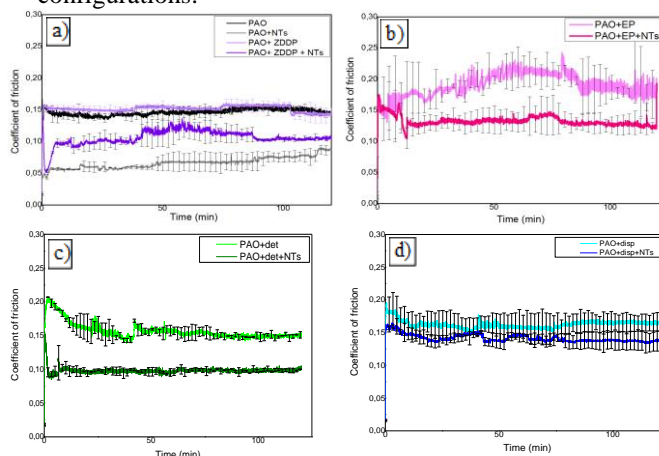 configurations.
a)
PAO
PAO+NTs
PAO+ ZDDP
PAO+ ZDDP + NTs
0,30
0,25
0,20
0,15
0,10
0,05
0,00
Coefficient of friction
0
50
100
Time (min)
b)
PAO+EP
PAO+EP+NTs
0,30
0,25
0,20
0,15
0,10
0,05
0,00
Coefficient of friction
0
50
100
Time (min)
c)
PAO+det
PAO+det+NTs
0,30
0,25
0,20
0,15
0,10
0,05
0,00
Coefficient of friction
0
50
100
Time (min)
d)
PAO+disp
PAO+disp+NTs
0,30
0,25
0,20
0,15
0,10
0,05
0,00
Coefficient of friction
0
50
100
Time (min)